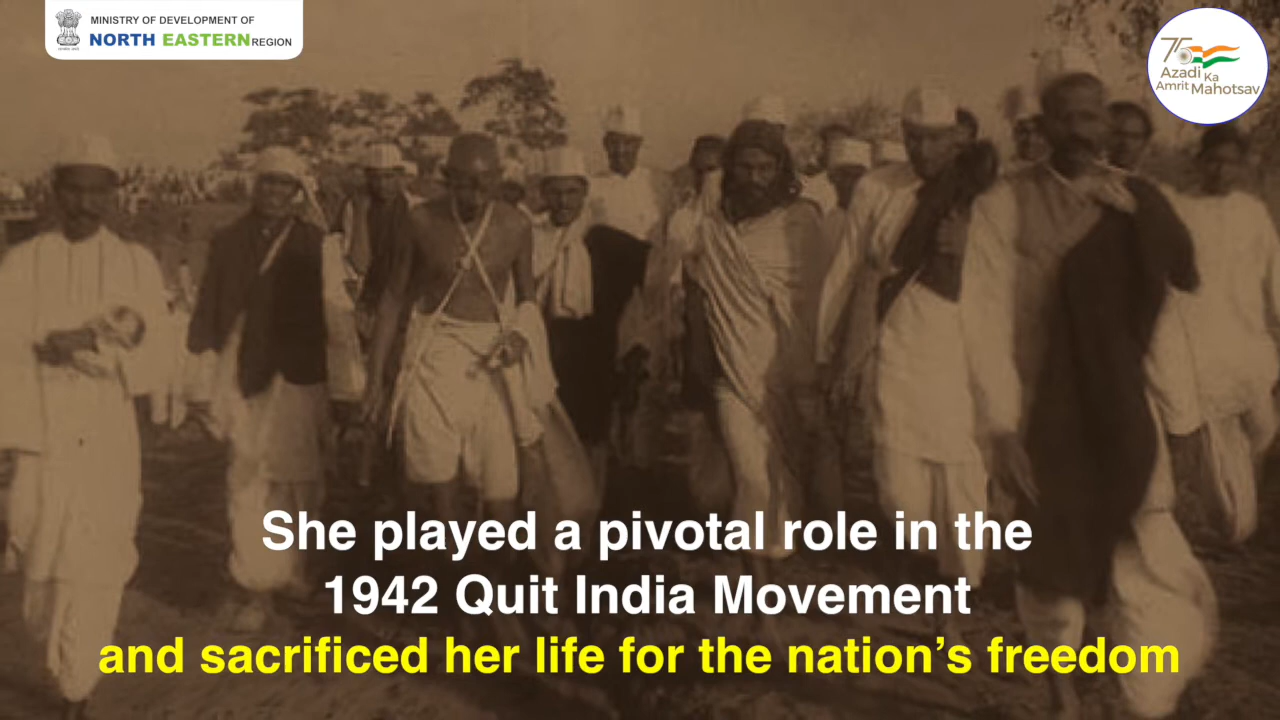 MINISTRY OF DEVELOPMENT OF
NORTH EASTERN REGION
75
Azadi Ka
Amrit Mahotsav
She played a pivotal role in the
1942 Quit India Movement
and sacrificed her life for the nation’s freedom